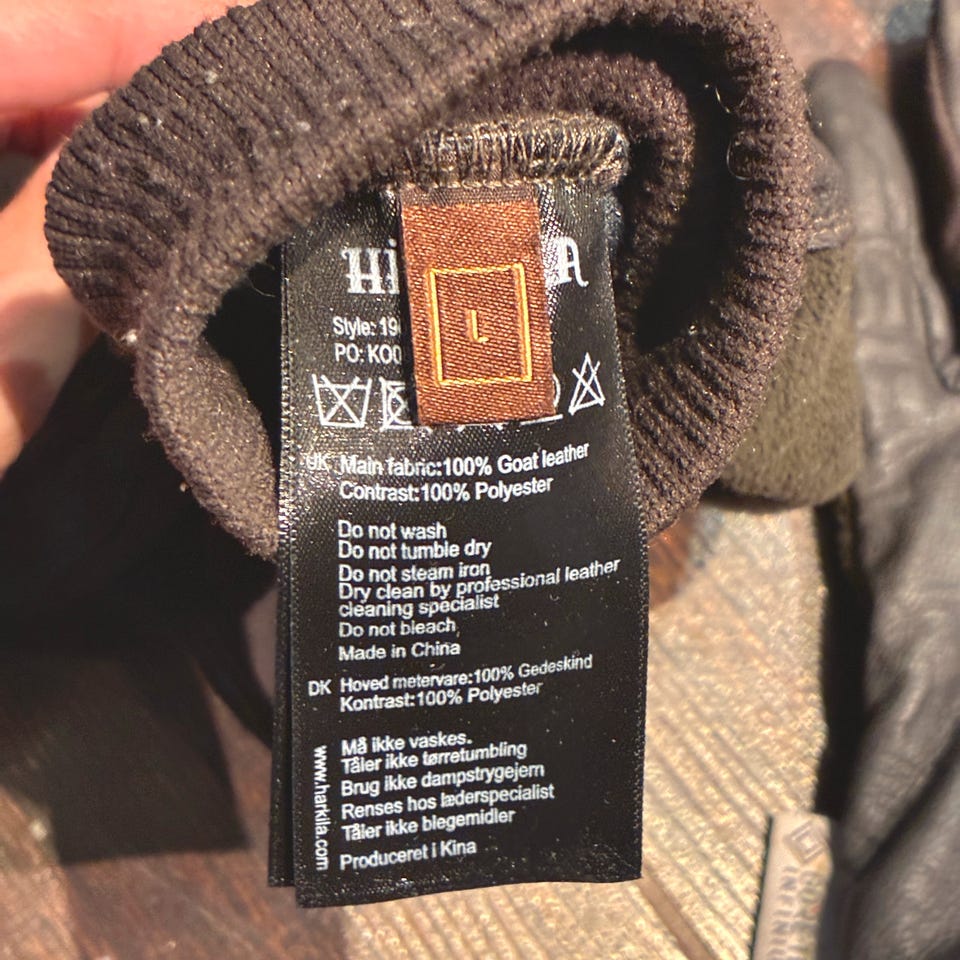 L
Style: 19
PO: KOO
UK Main fabric:100% Goat leather
Contrast:100% Polyester
Do not wash
Do not tumble dry
Do not steam iron
Dry clean by professional leather
cleaning specialist
Do not bleach
Made in China
DK Hoved metervare:100% Gedeskind
Kontrast:100% Polyester
Må ikke vaskes.
Tåler ikke tørretumbling
Brug ikke dampstrygejern
Renses hos læderspecialist
Tåler ikke blegemidler
Produceret i Kina
www.harkila.com